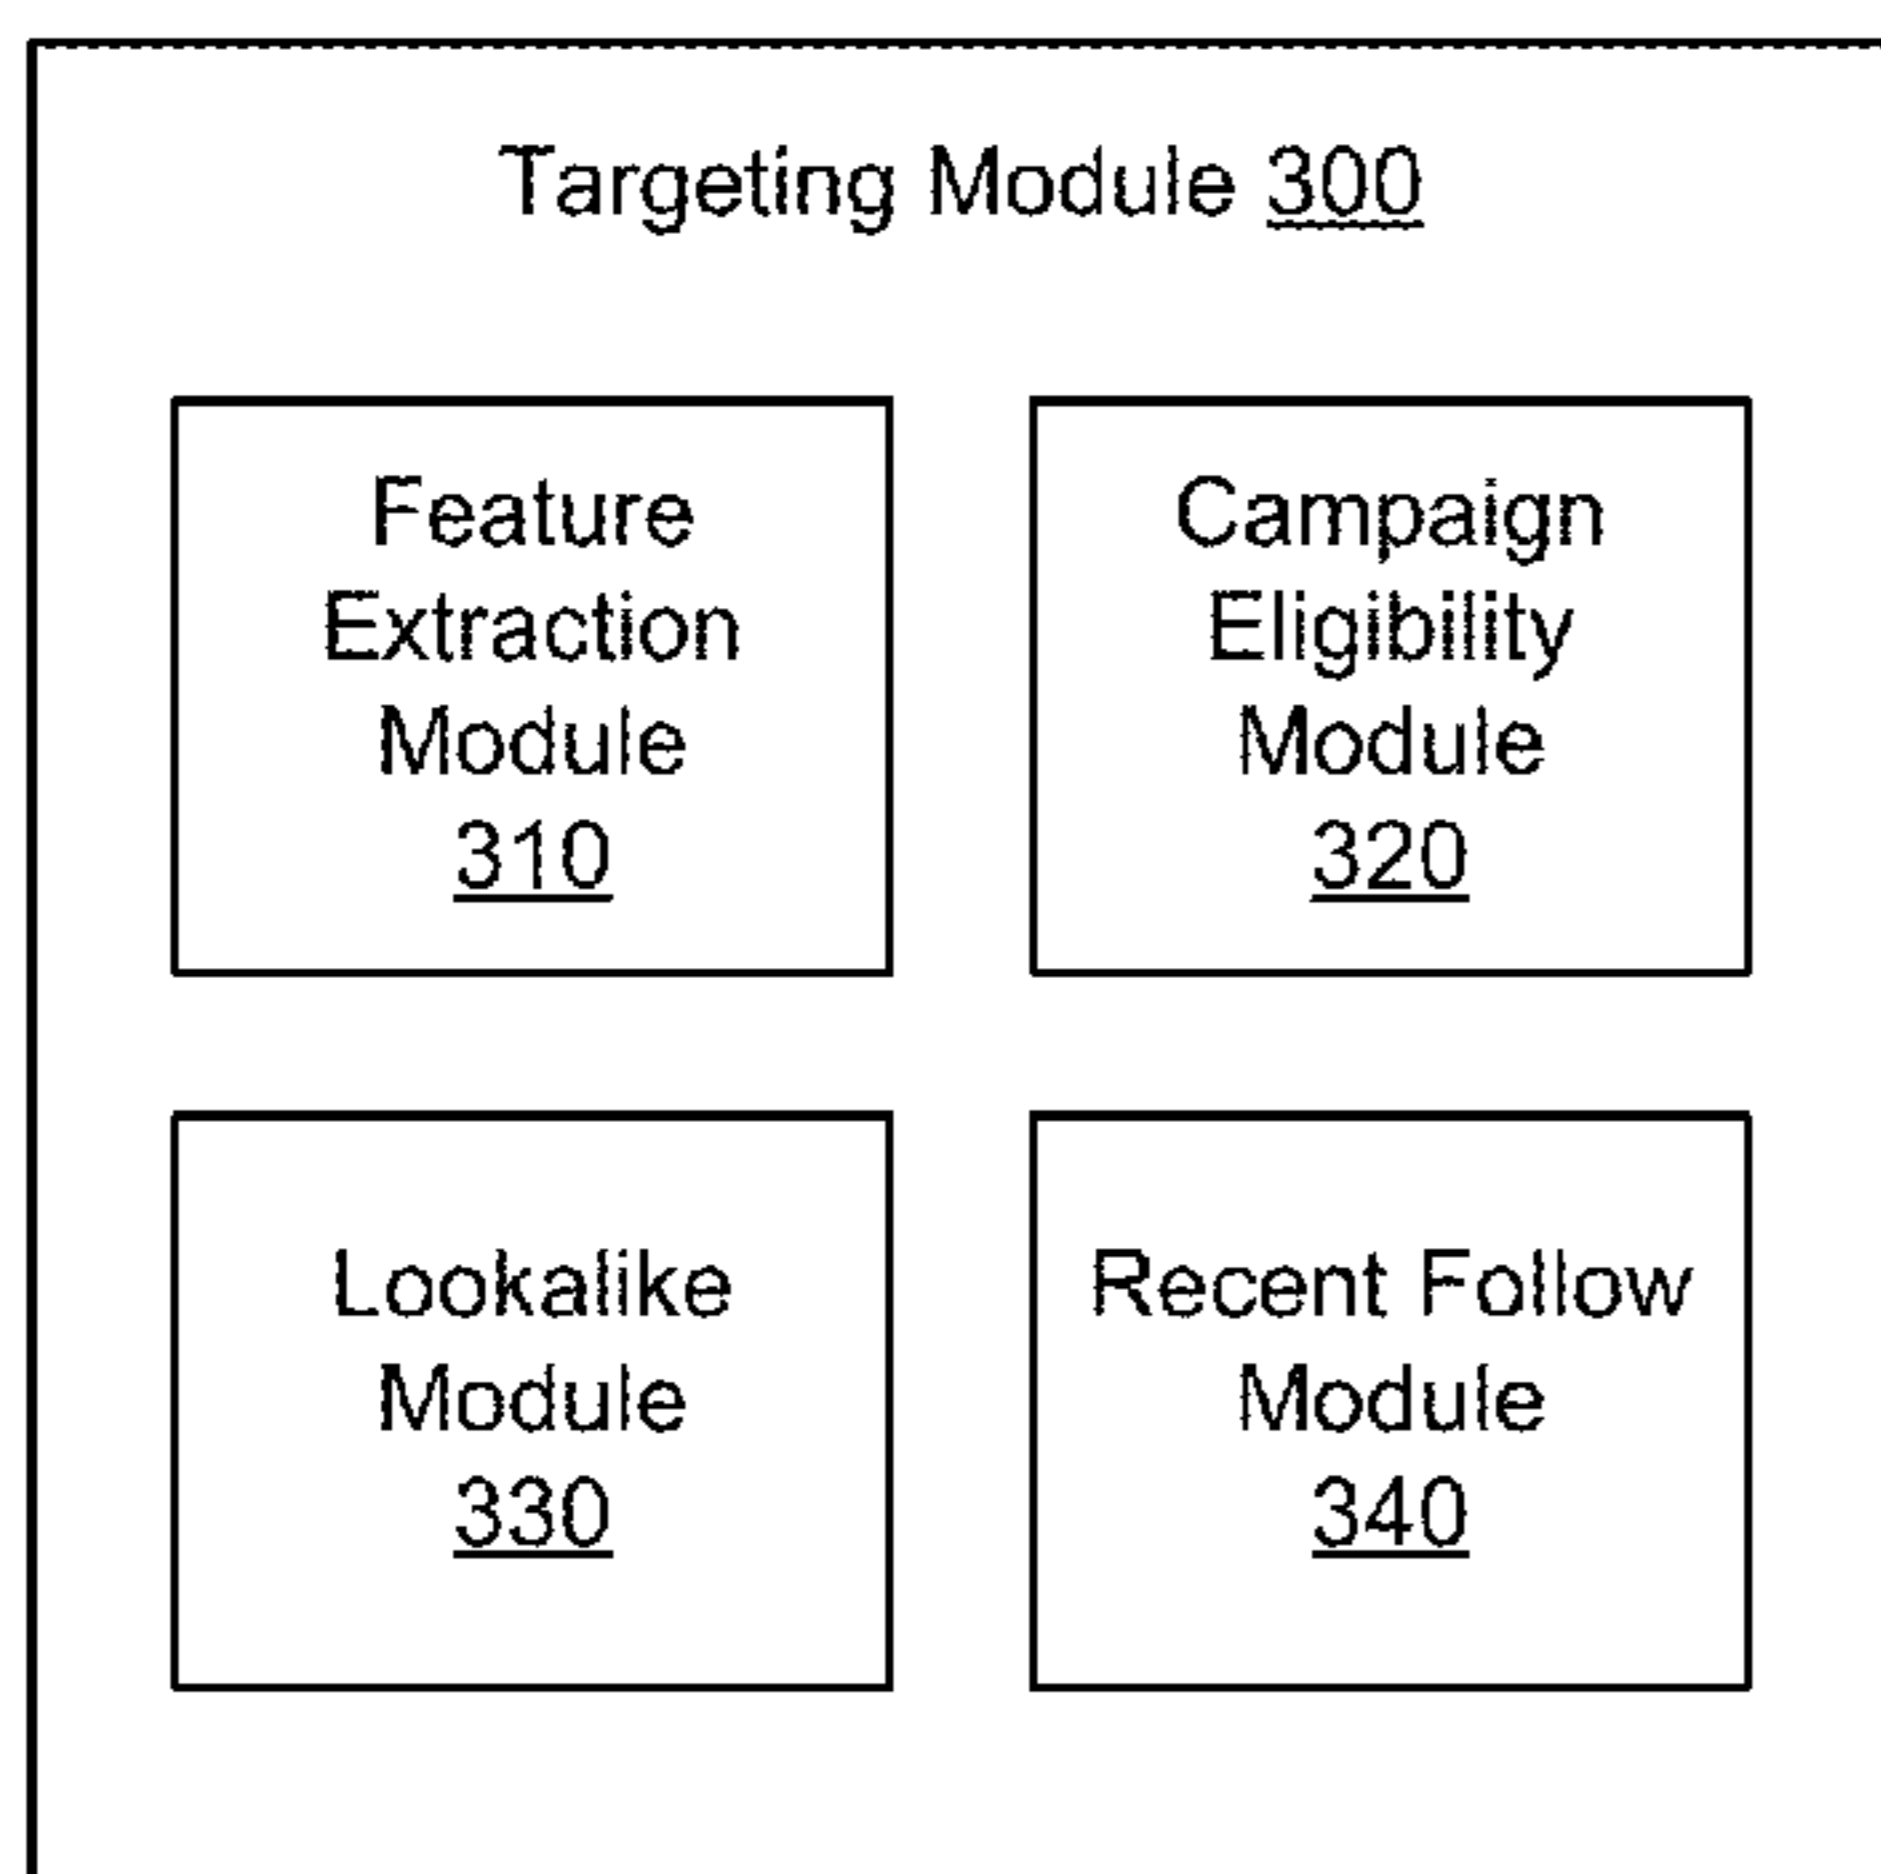 Targeting Module 300
Feature
Extraction
Module
310
Campaign
Eligibility
Module
320
Lookalike
Module
330
Recent Follow
Module
340